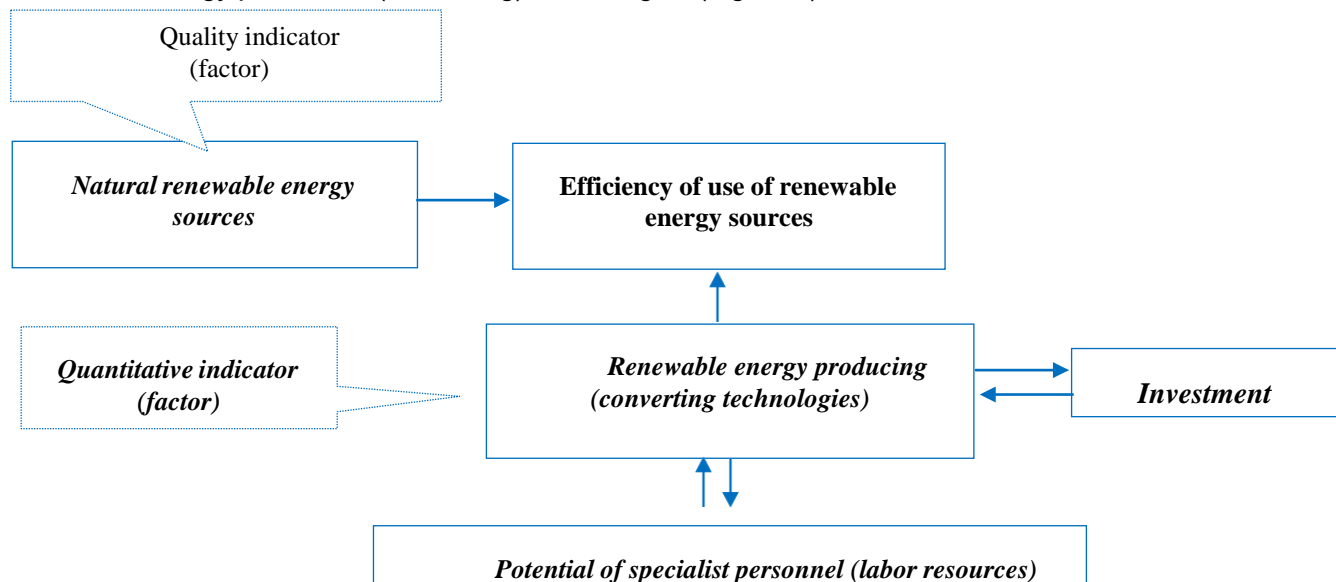 Quality indicator
(factor)
Natural renewable energy
sources
Efficiency of use of renewable
energy sources
Quantitative indicator
(factor)
Renewable energy producing
(converting technologies)
Investment
Potential of specialist personnel (labor resources)